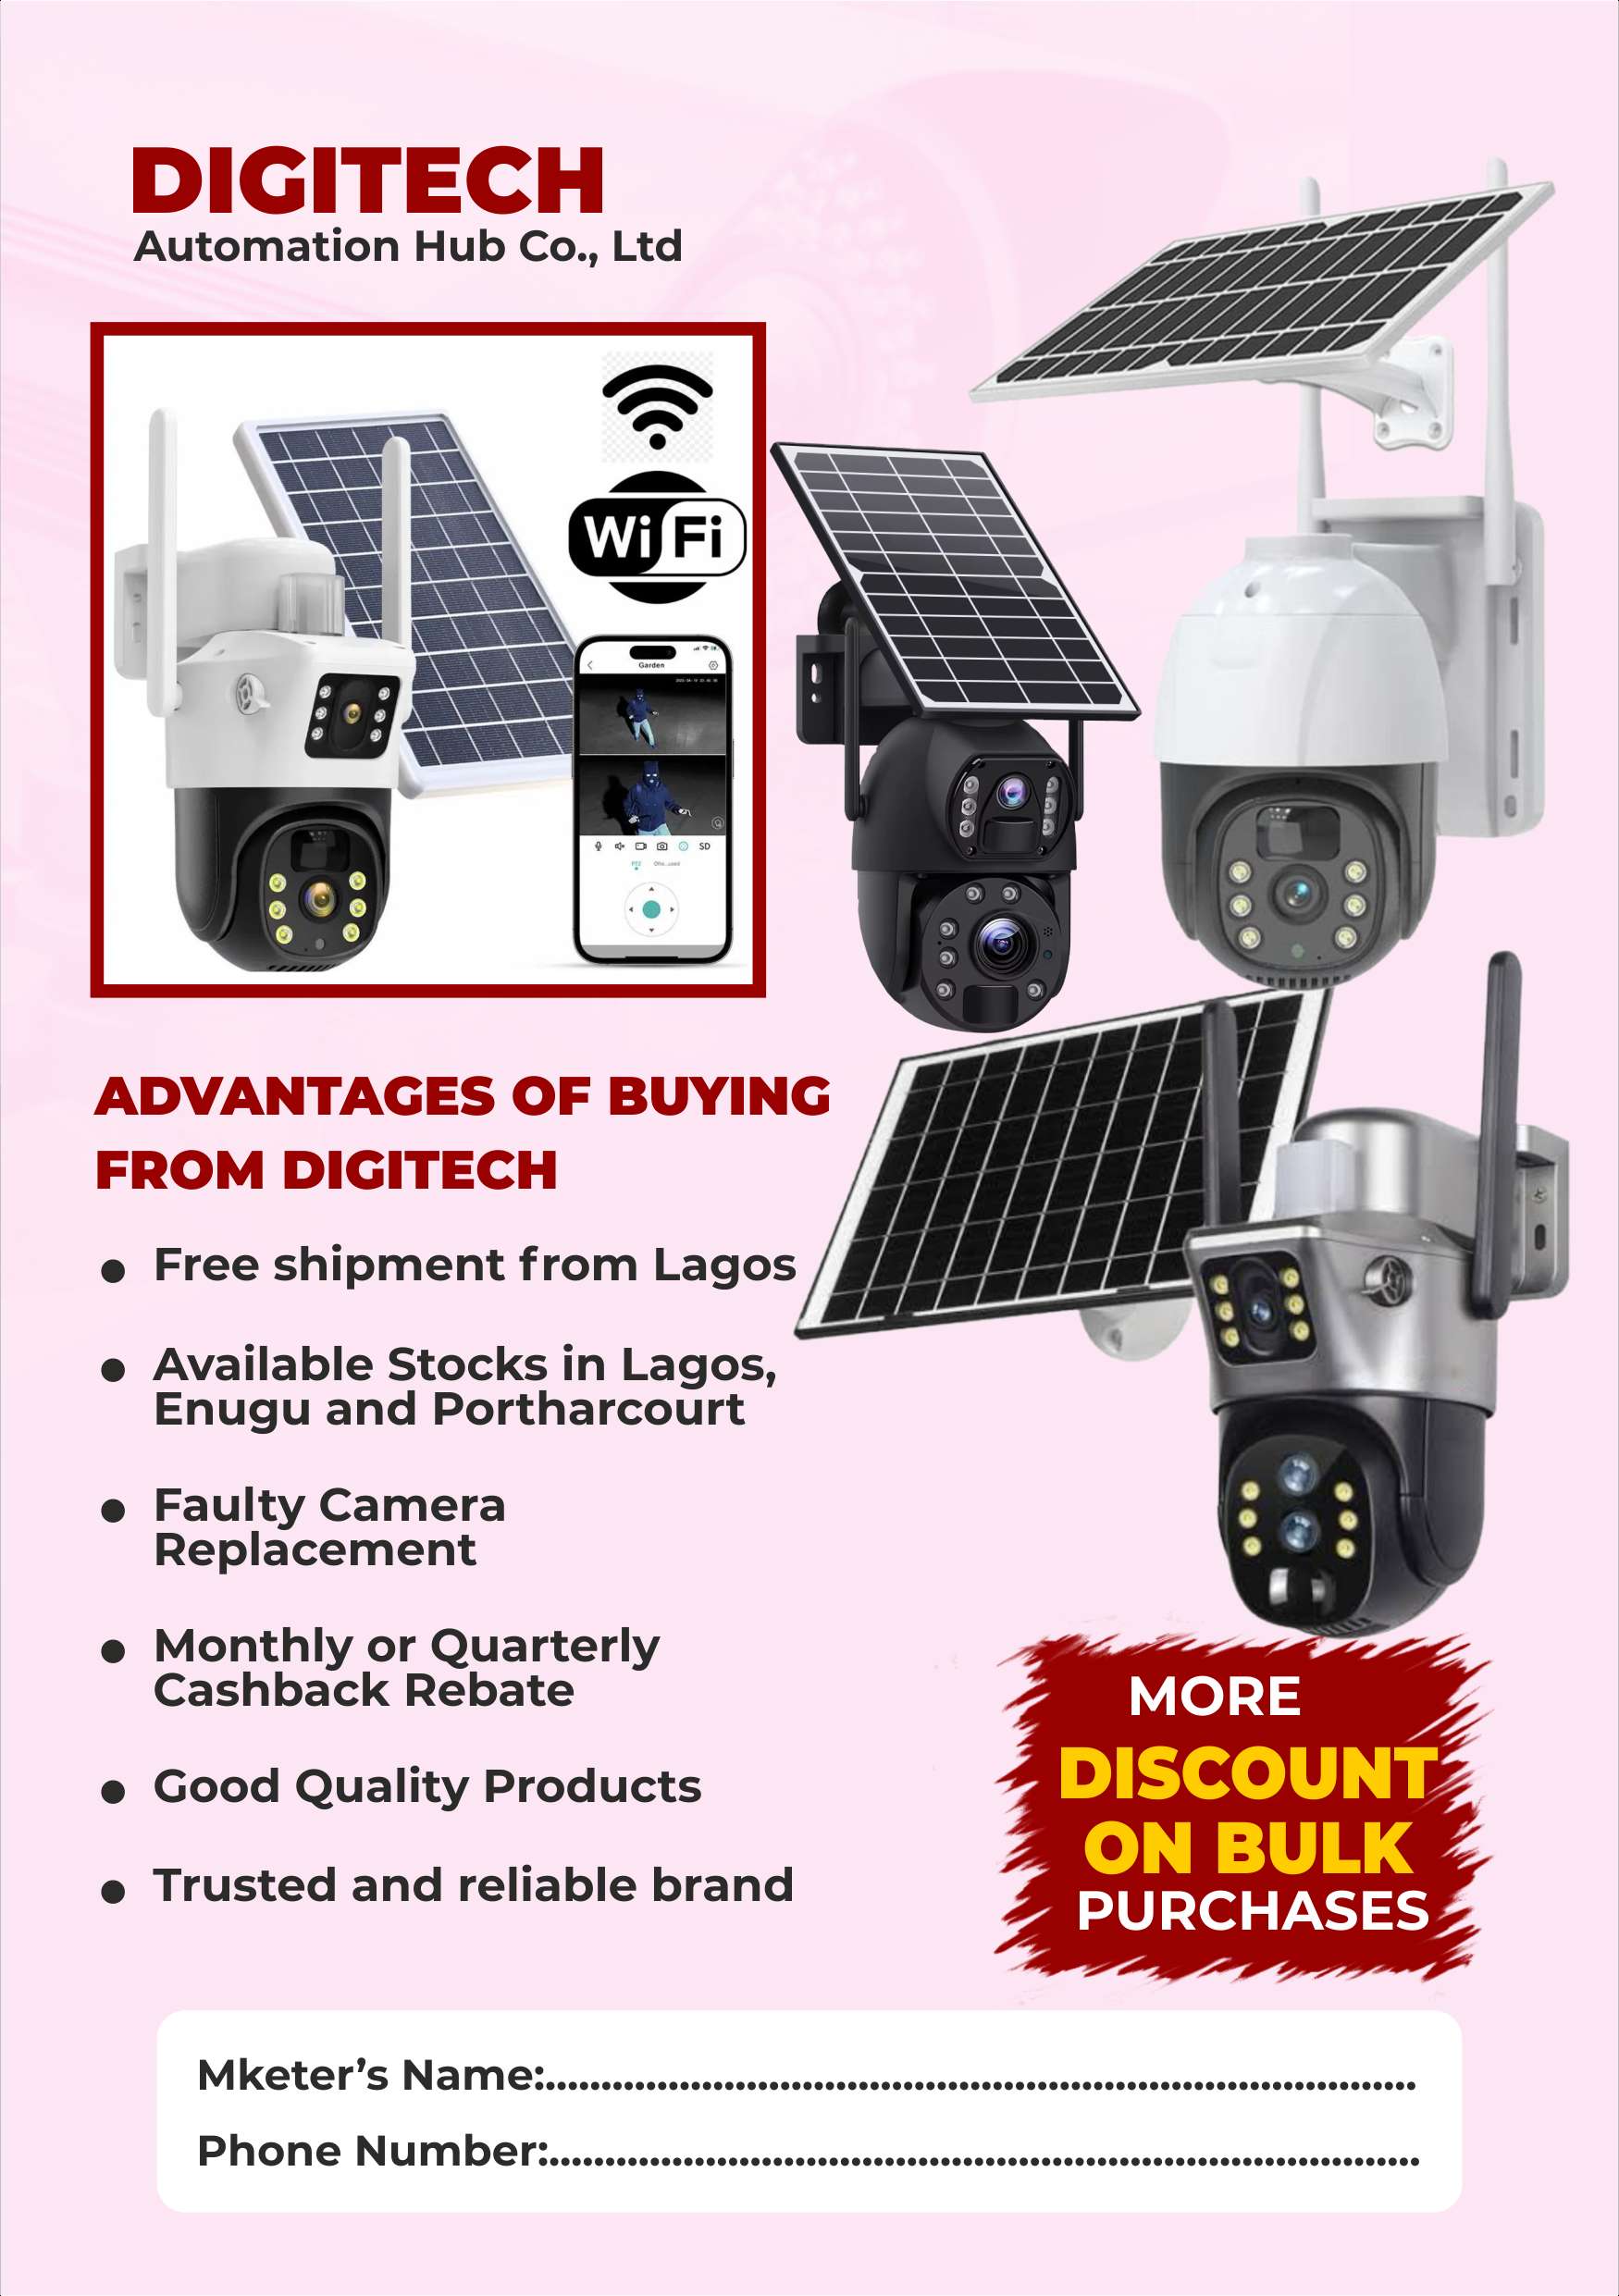 DIGITECH
Automation Hub Co., Ltd
WiFi
Garden
SD
PTZ
ADVANTAGES OF BUYING
FROM DIGITECH
● Free shipment from Lagos
● Available Stocks in Lagos,
Enugu and Portharcourt
● Faulty Camera
Replacement
● Monthly or Quarterly
Cashback Rebate
● Good Quality Products
● Trusted and reliable brand
MORE
DISCOUNT
ON BULK
PURCHASES
Mketer’s Name:..............................................................................
Phone Number:..............................................................................